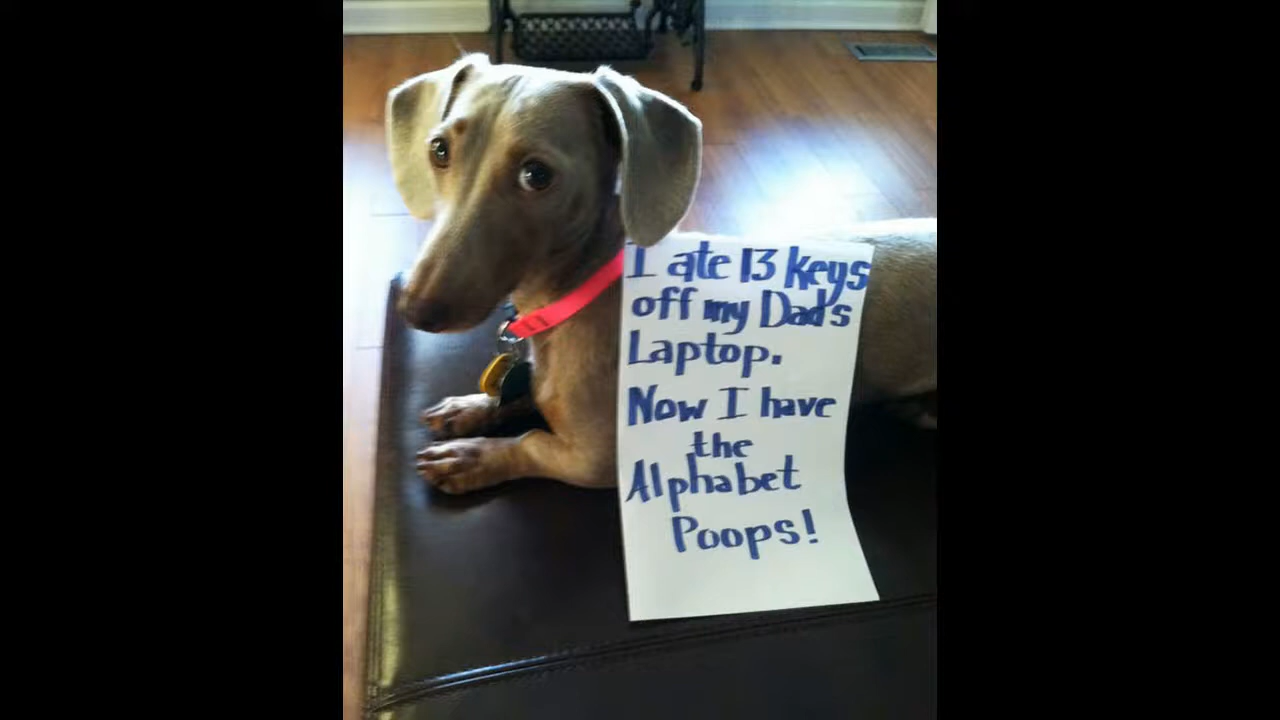 I ate 13 keys
off my Dad's
Laptop.
Now I have
the
Alphabet
Poops!